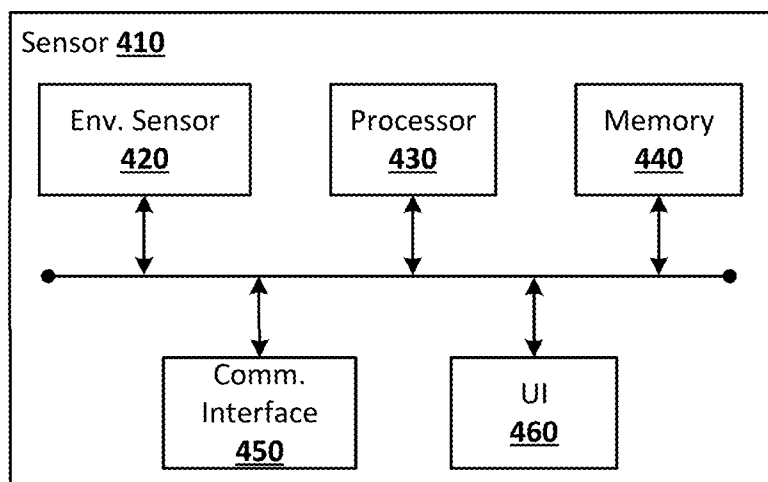 Sensor 410
Env. Sensor
420
Processor
430
Memory
440
Comm.
Interface
450
UI
460